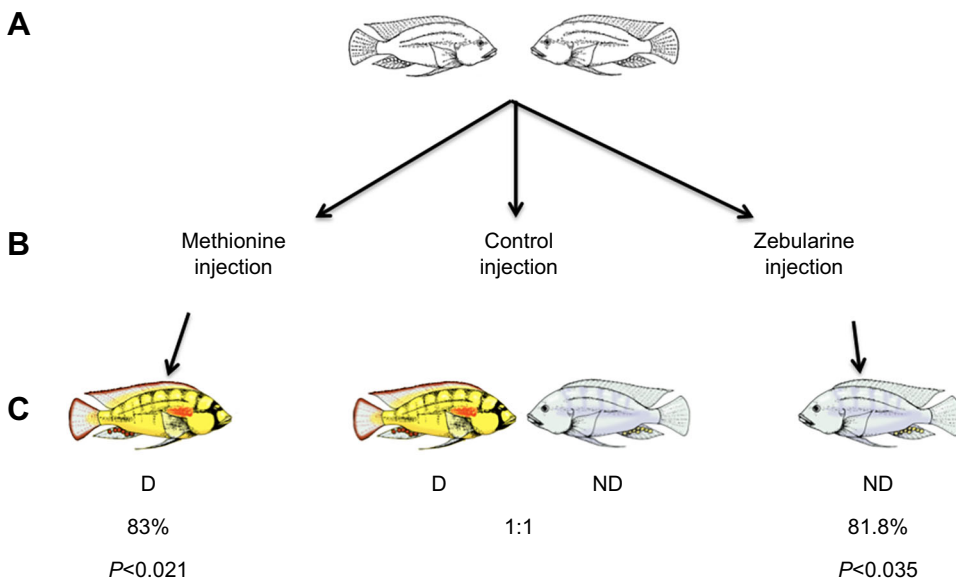 A
B
Methionine
injection
Control
injection
Zebularine
injection
C
D
D
ND
ND
83%
1:1
81.8%
P<0.021
P<0.035